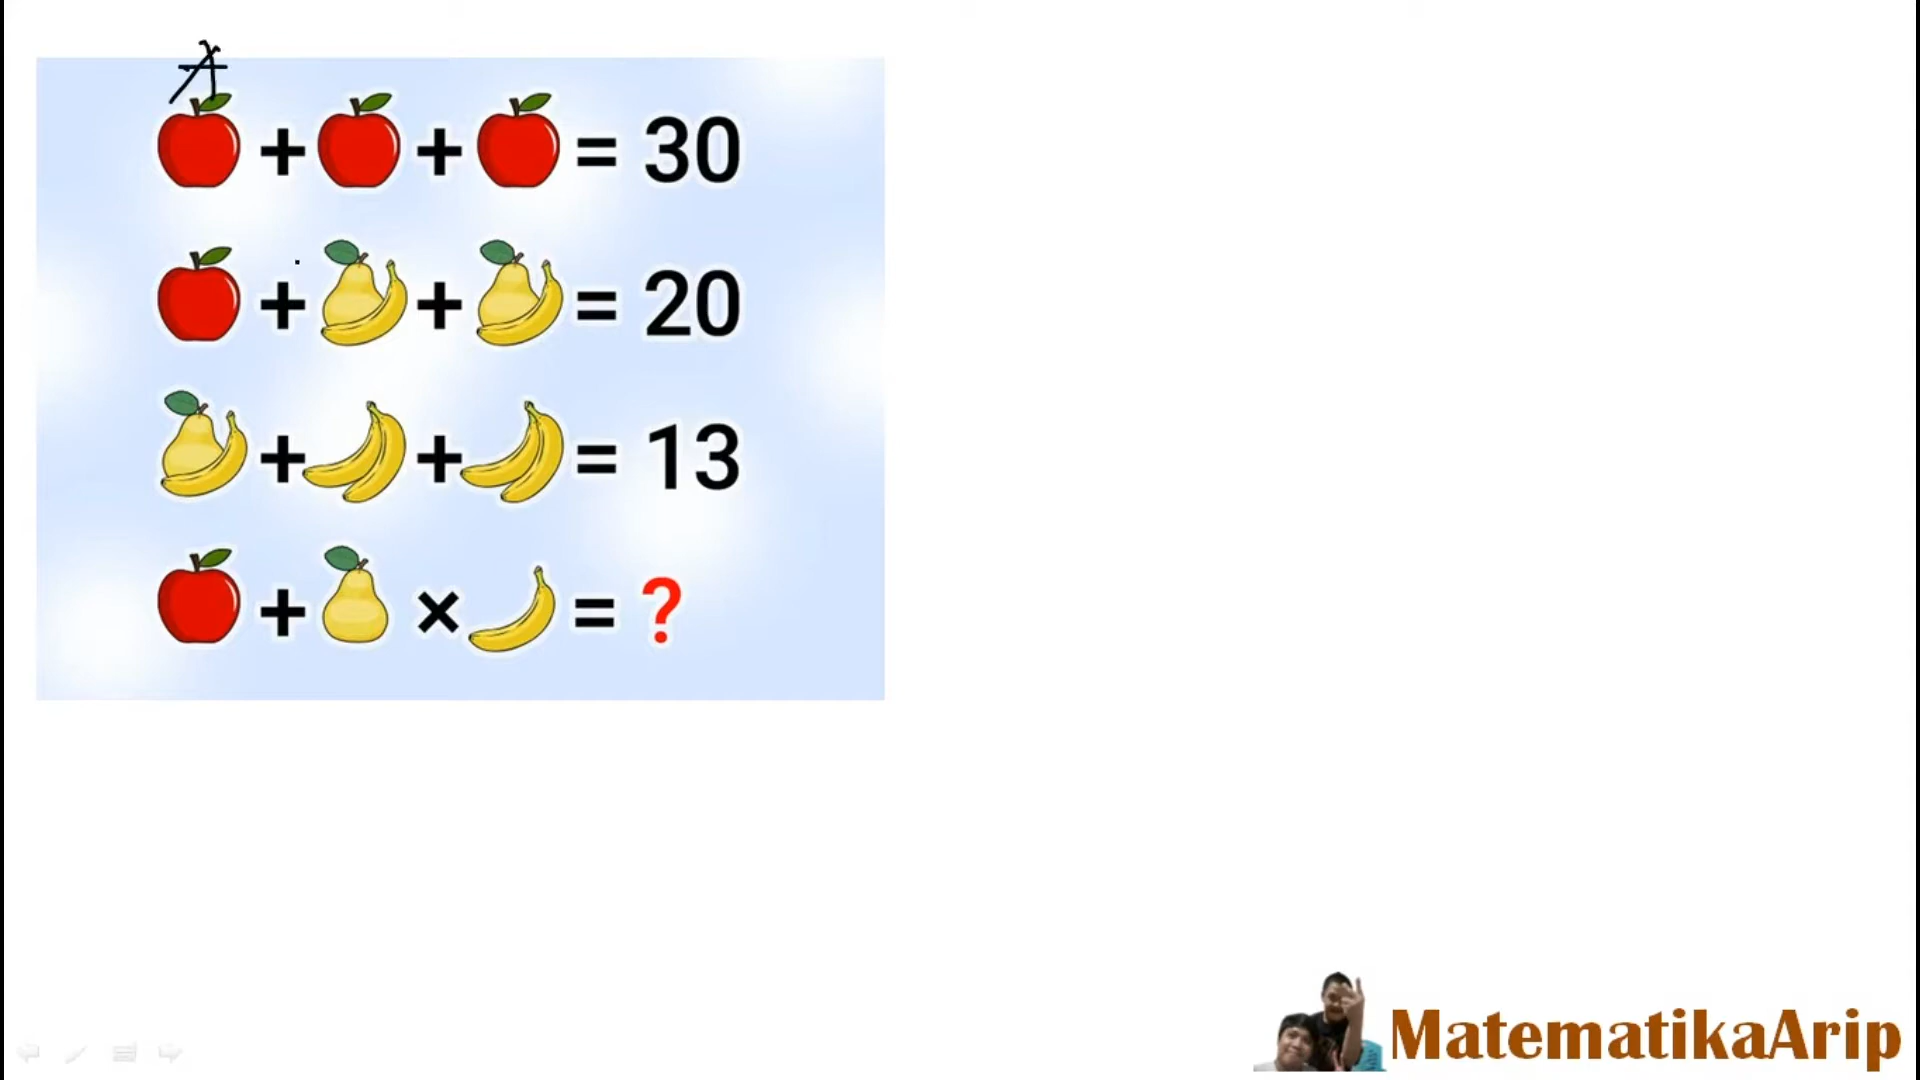 A
+ + = 30
+ + = 20
+ + = 13
+ × = ?
MatematikaArip